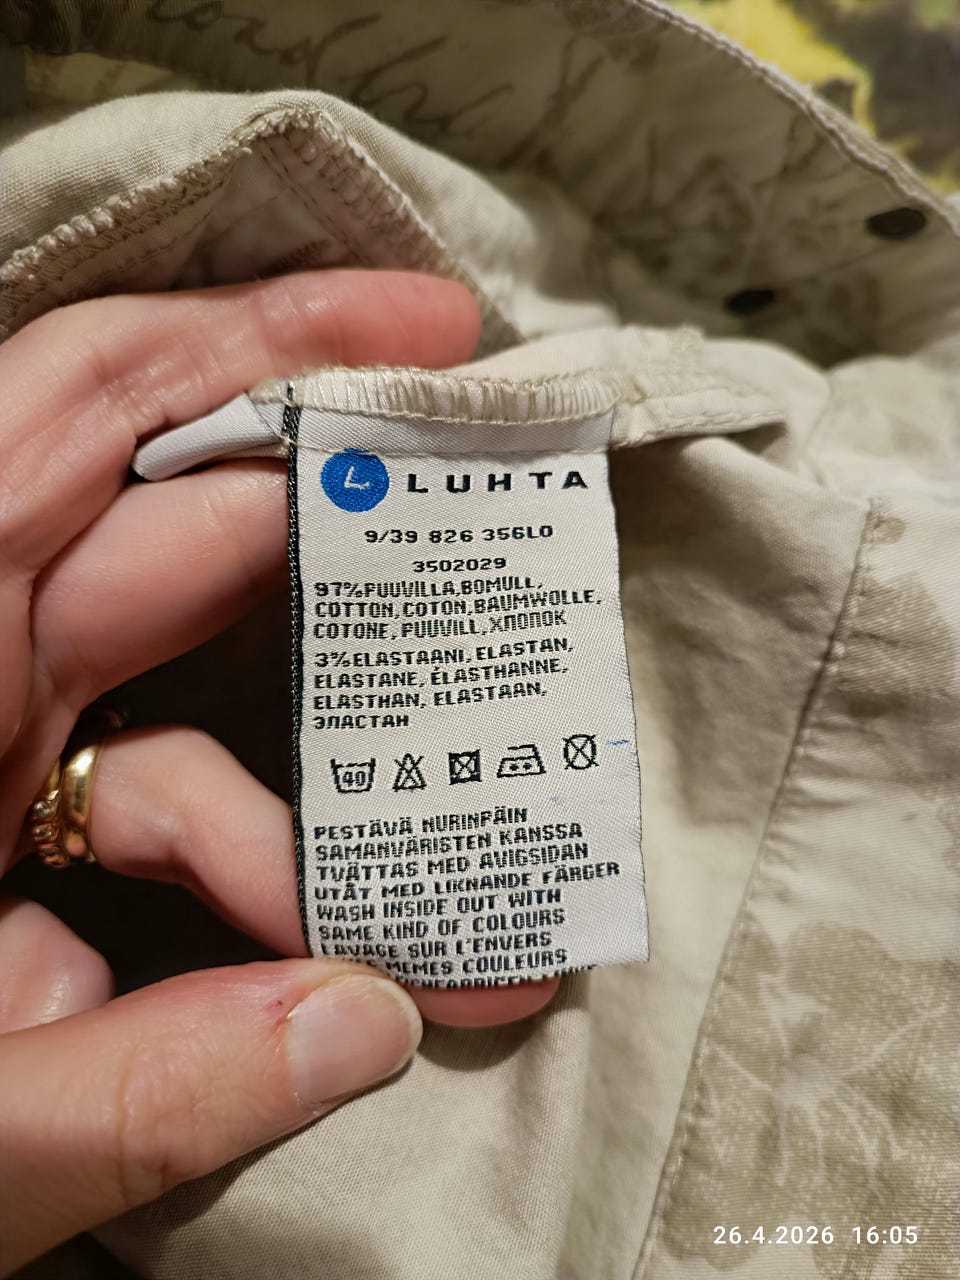 L LUHTA
9/39 826 356LO
3502029
97%PUUVILLA,BOMULL,
COTTON,COTON,BAUMWOLLE,
COTONE, PUUVILL,ХЛОПОК
3%ELASTAANI, ELASTAN,
ELASTANE, ÉLASTHANNE,
ELASTHAN, ELASTAAN,
ЭЛАСТАН
40
PESTÄVÄ NURINPÄIN
SAMANVÄRISTEN KANSSA
TVÄTTAS MED AVIGSIDAN
UTÅT MED LIKNANDE FÄRGER
WASH INSIDE OUT WITH
SAME KIND OF COLOURS
LAVAGE SUR L'ENVERS
MEMES COULEURS
26.4.2026 16:05